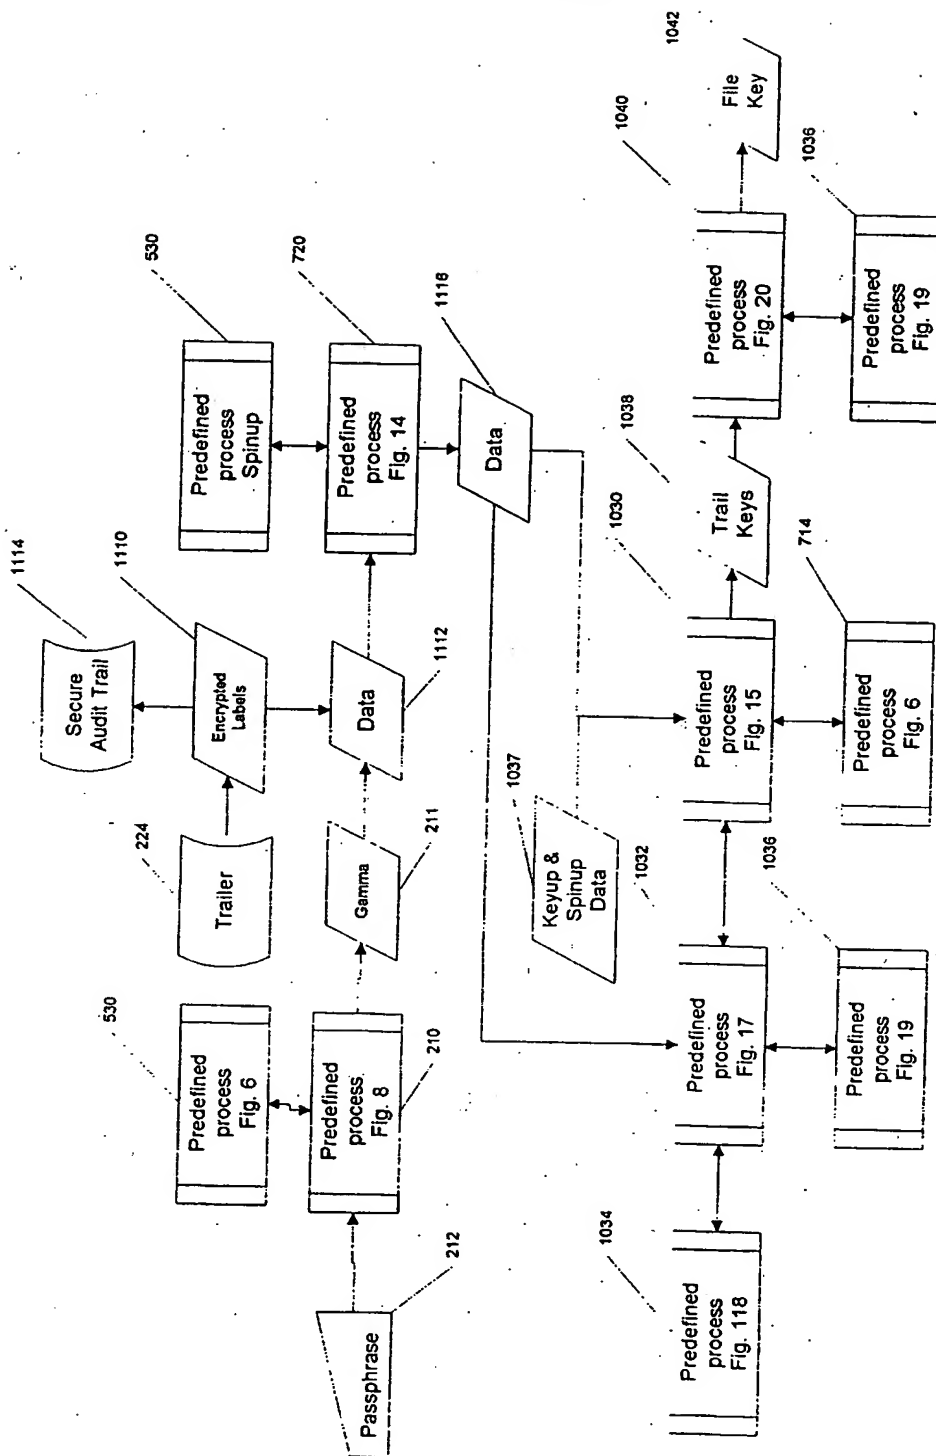 1114
Secure
Audit Trail
530
Predefined
process
Spinup
224
Trailer
1110
Encrypted
Labels
720
Predefined
process
Fig. 14
530
Predefined
process
Fig. 6
Gamma
211
Data
1112
1116
Data
Passphrase
212
Predefined
process
Fig. 8
210
1037
Keyup &
Spinup
Data
1034
Predefined
process
Fig. 118
1032
Predefined
process
Fig. 17
1030
Predefined
process
Fig. 15
1038
Trail
Keys
1040
Predefined
process
Fig. 20
1042
File
Key
1036
Predefined
process
Fig. 19
714
Predefined
process
Fig. 6
1036
Predefined
process
Fig. 19